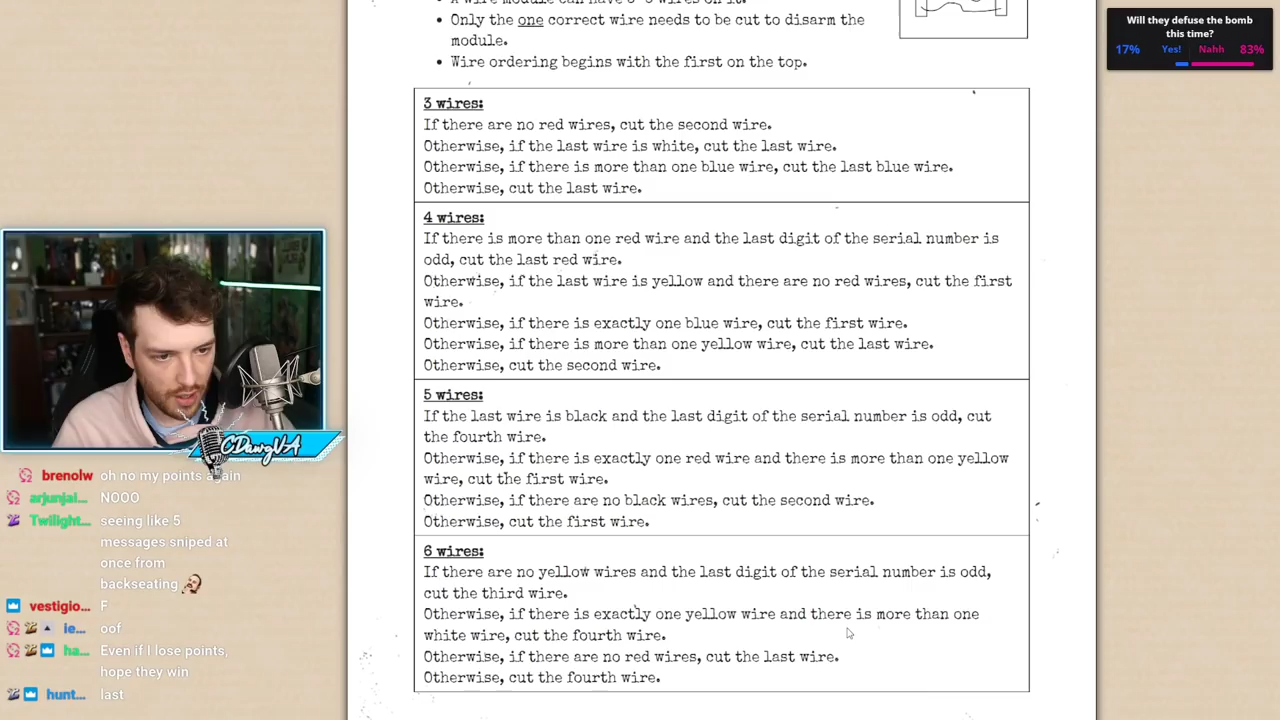 • Only the one correct wire needs to be cut to disarm the
module.
• Wire ordering begins with the first on the top.
3 wires:
If there are no red wires, cut the second wire.
Otherwise, if the last wire is white, cut the last wire.
Otherwise, if there is more than one blue wire, cut the last blue wire.
Otherwise, cut the last wire.
4 wires:
If there is more than one red wire and the last digit of the serial number is
odd, cut the last red wire.
Otherwise, if the last wire is yellow and there are no red wires, cut the first
wire.
Otherwise, if there is exactly one blue wire, cut the first wire.
Otherwise, if there is more than one yellow wire, cut the last wire.
Otherwise, cut the second wire.
5 wires:
If the last wire is black and the last digit of the serial number is odd, cut
the fourth wire.
Otherwise, if there is exactly one red wire and there is more than one yellow
wire, cut the first wire.
Otherwise, if there are no black wires, cut the second wire.
Otherwise, cut the first wire.
6 wires:
If there are no yellow wires and the last digit of the serial number is odd,
cut the third wire.
Otherwise, if there is exactly one yellow wire and there is more than one
white wire, cut the fourth wire.
Otherwise, if there are no red wires, cut the last wire.
Otherwise, cut the fourth wire.
Will they defuse the bomb
this time?
17% Yes! Nahh 83%
CDawgVA
brenolw oh no my points again
arjunjai... NOOO
Twilight... seeing like 5
messages sniped at
once from
backseating
vestigio... F
ie... oof
ha... Even if I lose points,
hope they win
hunt... last